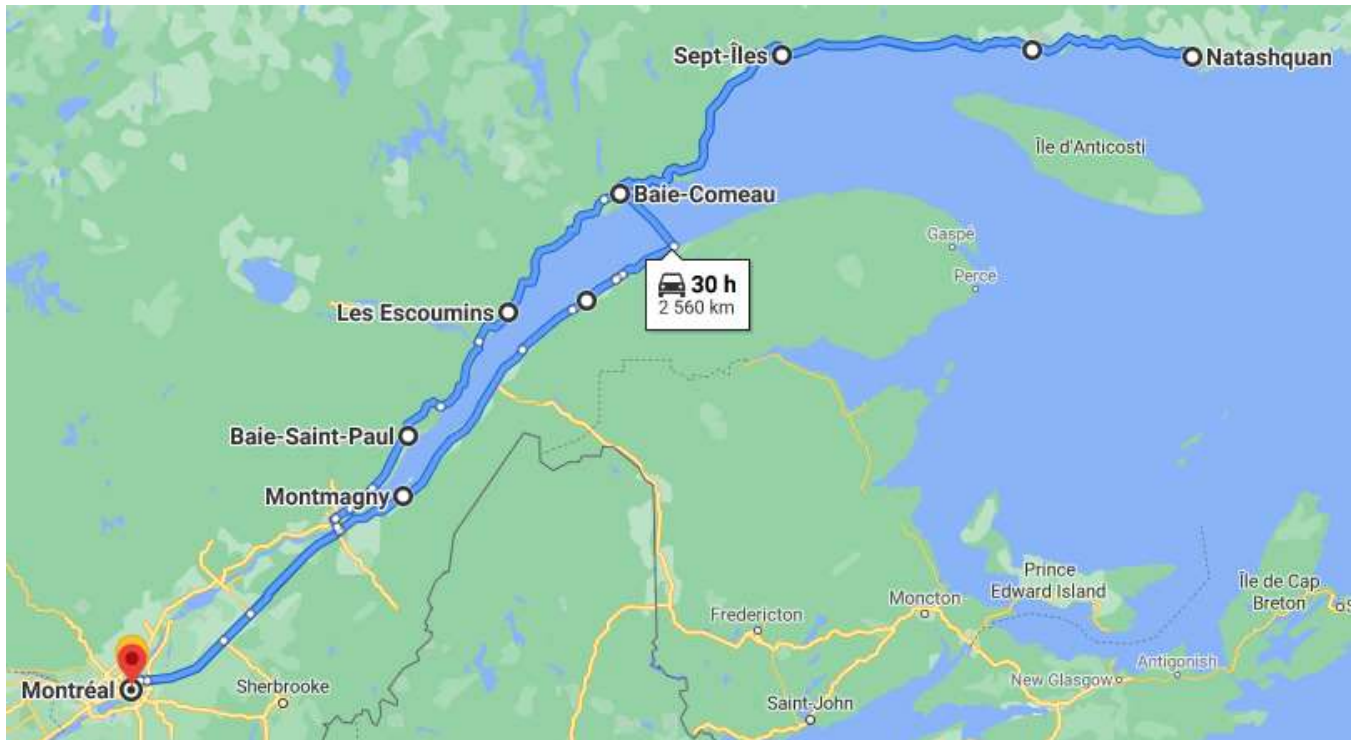 Sept-Îles
Natashquan
Île d'Anticosti
Baie-Comeau
Gaspé
Percé
30 h
2 560 km
Les Escoumins
Baie-Saint-Paul
Montmagny
Prince
Edward Island
Île de Cap
Breton
Moncton
Fredericton
Antigonish
New Glasgow
Montréal
Sherbrooke
Saint-John